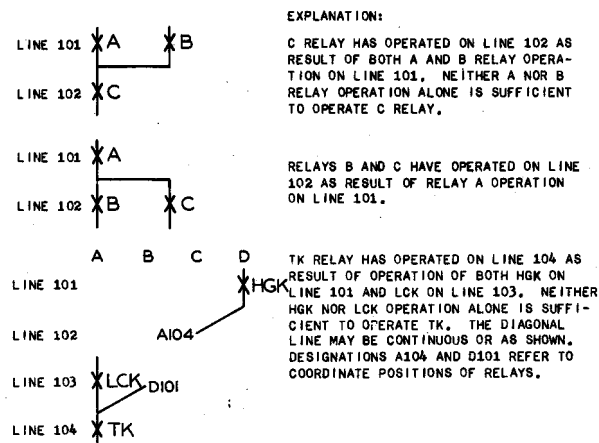 EXPLANATION:
LINE 101 A B
C RELAY HAS OPERATED ON LINE 102 AS
RESULT OF BOTH A AND B RELAY OPERA-
TION ON LINE 101. NEITHER A NOR B
RELAY OPERATION ALONE IS SUFFICIENT
TO OPERATE C RELAY.
LINE 102 C
LINE 101 A
RELAYS B AND C HAVE OPERATED ON LINE
102 AS RESULT OF RELAY A OPERATION
ON LINE 101.
LINE 102 B C
A B C D
LINE 101 HGK
TK RELAY HAS OPERATED ON LINE 104 AS
RESULT OF OPERATION OF BOTH HGK ON
LINE 101 AND LCK ON LINE 103. NEITHER
HGK NOR LCK OPERATION ALONE IS SUFFI-
CIENT TO OPERATE TK. THE DIAGONAL
LINE MAY BE CONTINUOUS OR AS SHOWN.
DESIGNATIONS A104 AND D101 REFER TO
COORDINATE POSITIONS OF RELAYS.
LINE 102 A104
LINE 103 LCK D101
LINE 104 TK